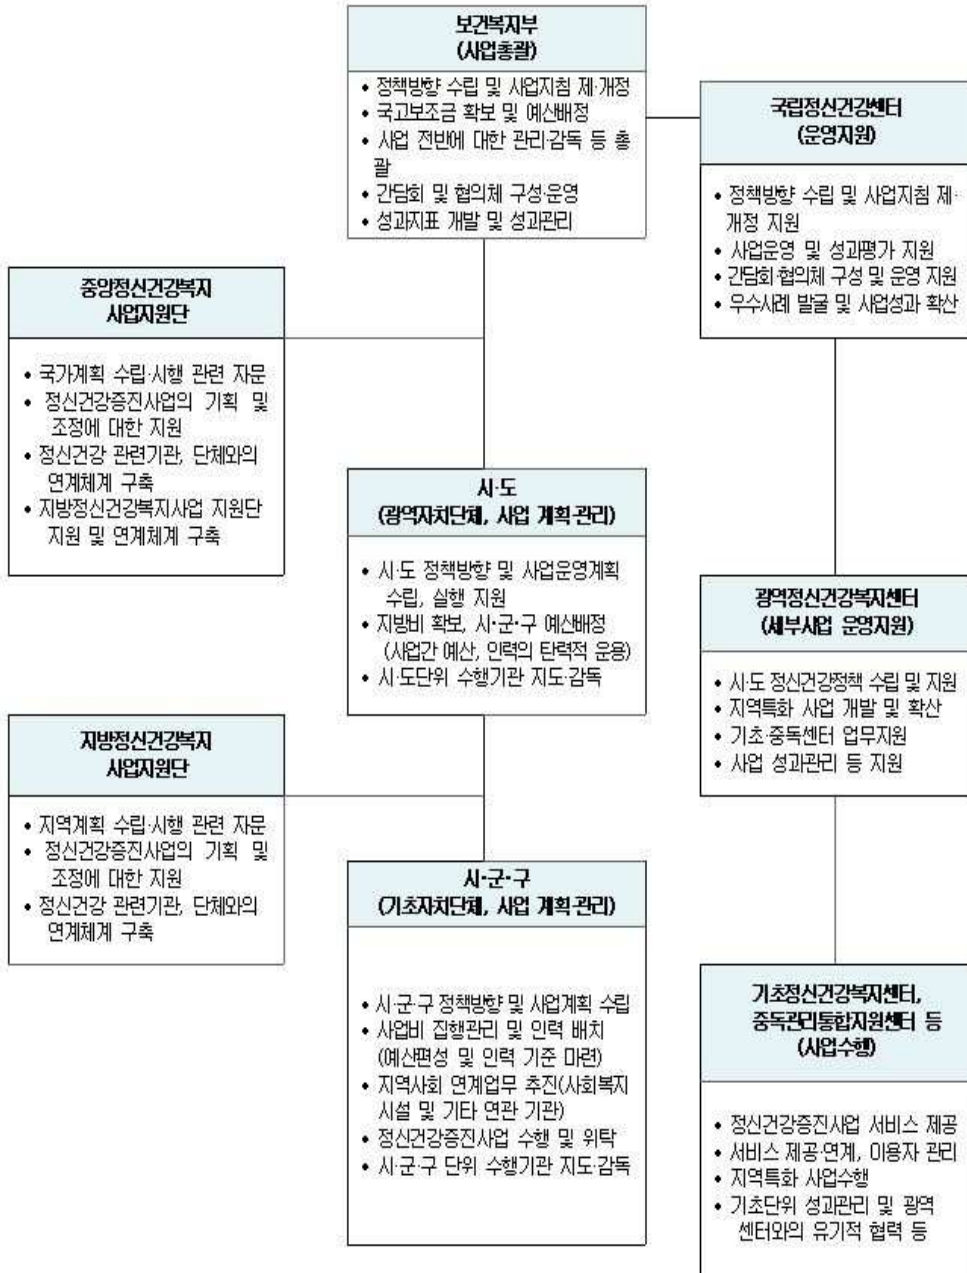 보건복지부
(사업총괄)
• 정책방향 수립 및 사업지침 제·개정
• 국고보조금 확보 및 예산배정
• 사업 전반에 대한 관리·감독 등 총
괄
• 간담회 및 협의체 구성·운영
• 성과지표 개발 및 성과관리
국립정신건강센터
(운영지원)
• 정책방향 수립 및 사업지침 제·
개정 지원
• 사업운영 및 성과평가 지원
• 간담회·협의체 구성 및 운영 지원
• 우수사례 발굴 및 사업성과 확산
중앙정신건강복지
사업지원단
• 국가계획 수립·시행 관련 자문
• 정신건강증진사업의 기획 및
조정에 대한 지원
• 정신건강 관련기관, 단체와의
연계체계 구축
• 지방정신건강복지사업 지원단
지원 및 연계체계 구축
시·도
(광역자치단체, 사업 계획·관리)
• 시·도 정책방향 및 사업운영계획
수립, 실행 지원
• 지방비 확보, 시·군·구 예산배정
(사업간 예산, 인력의 탄력적 운용)
• 시·도단위 수행기관 지도·감독
광역정신건강복지센터
(세부사업 운영지원)
• 시·도 정신건강정책 수립 및 지원
• 지역특화 사업 개발 및 확산
• 기초·중독센터 업무지원
• 사업 성과관리 등 지원
지방정신건강복지
사업지원단
• 지역계획 수립·시행 관련 자문
• 정신건강증진사업의 기획 및
조정에 대한 지원
• 정신건강 관련기관, 단체와의
연계체계 구축
시·군·구
(기초자치단체, 사업 계획·관리)
• 시·군·구 정책방향 및 사업계획 수립
• 사업비 집행관리 및 인력 배치
(예산편성 및 인력 기준 마련)
• 지역사회 연계업무 추진(사회복지
시설 및 기타 연관 기관)
• 정신건강증진사업 수행 및 위탁
• 시·군·구 단위 수행기관 지도·감독
기초정신건강복지센터,
중독관리통합지원센터 등
(사업수행)
• 정신건강증진사업 서비스 제공
• 서비스 제공·연계, 이용자 관리
• 지역특화 사업수행
• 기초단위 성과관리 및 광역
센터와의 유기적 협력 등